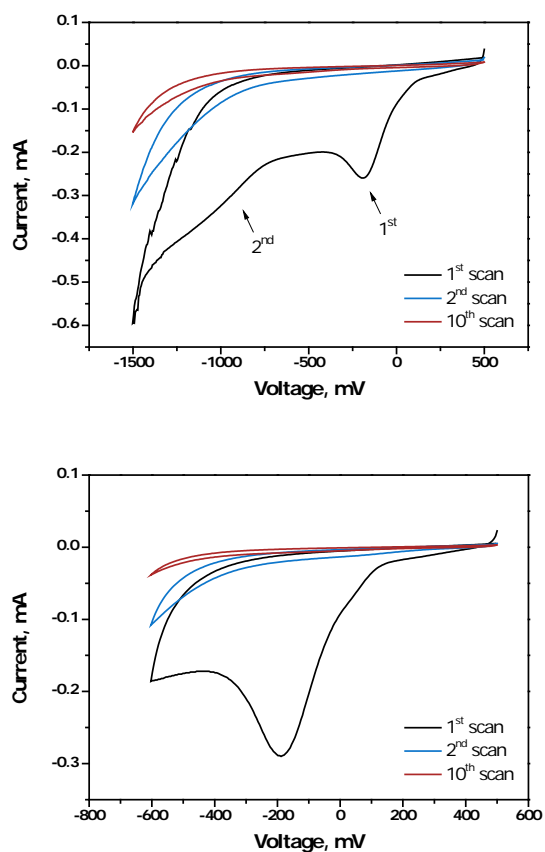 0.1
0.0
-0.1
-0.2
-0.3
-0.4
-0.5
-0.6
Current, mA
1st
2nd
1st scan
2nd scan
10th scan
-1500 -1000 -500 0 500
Voltage, mV
0.1
0.0
-0.1
-0.2
-0.3
Current, mA
1st scan
2nd scan
10th scan
-800 -600 -400 -200 0 200 400 600
Voltage, mV